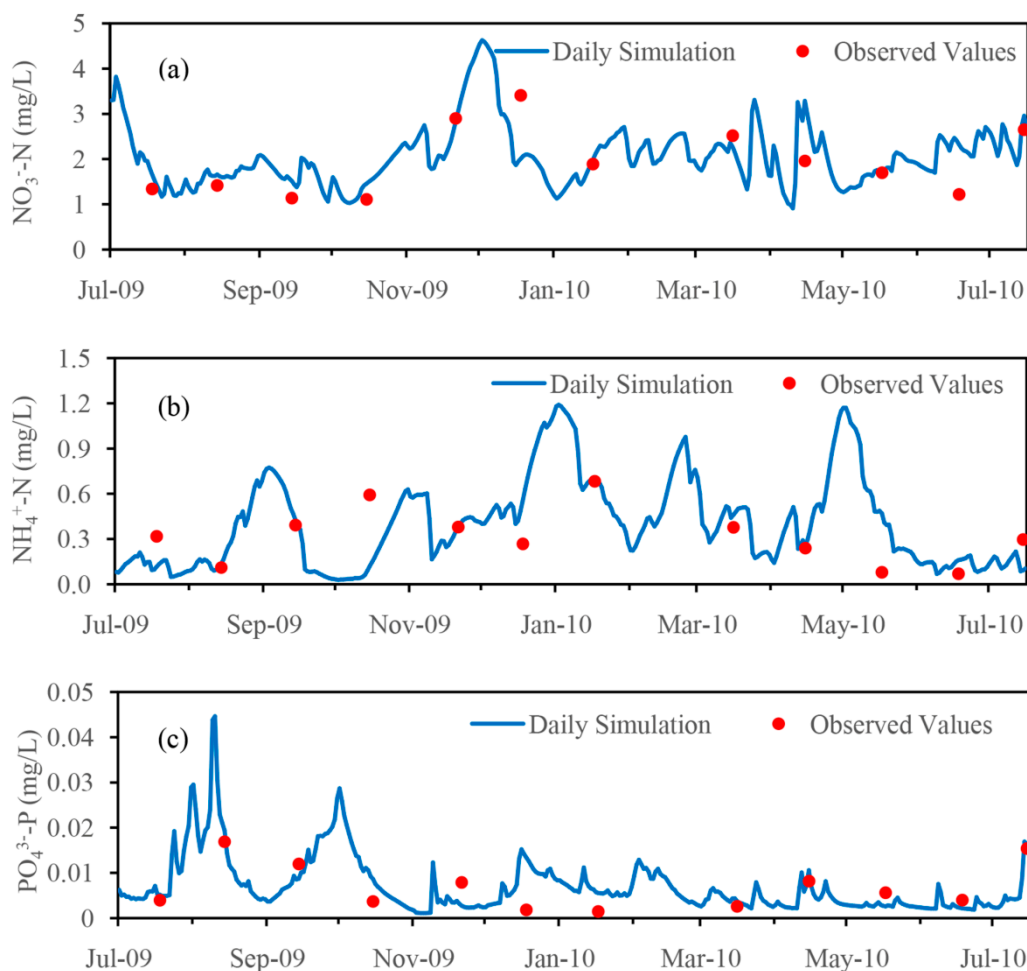 5
4
3
2
1
0
NO₃⁻-N (mg/L)
(a)
Daily Simulation
Observed Values
Jul-09 Sep-09 Nov-09 Jan-10 Mar-10 May-10 Jul-10
1.5
1.2
0.9
0.6
0.3
0.0
NH₄⁺-N (mg/L)
(b)
Daily Simulation
Observed Values
Jul-09 Sep-09 Nov-09 Jan-10 Mar-10 May-10 Jul-10
0.05
0.04
0.03
0.02
0.01
0
PO₄³⁻-P (mg/L)
(c)
Daily Simulation
Observed Values
Jul-09 Sep-09 Nov-09 Jan-10 Mar-10 May-10 Jul-10